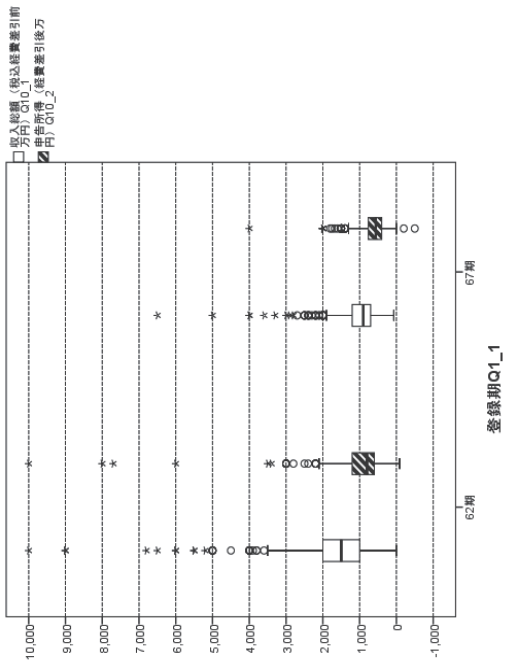 収入総額（税込経費差引前
万円）Q10_1
申告所得（経費差引後万
円）Q10_2
10,000
9,000
8,000
7,000
6,000
5,000
4,000
3,000
2,000
1,000
0
-1,000
62期
67期
登録期Q1_1